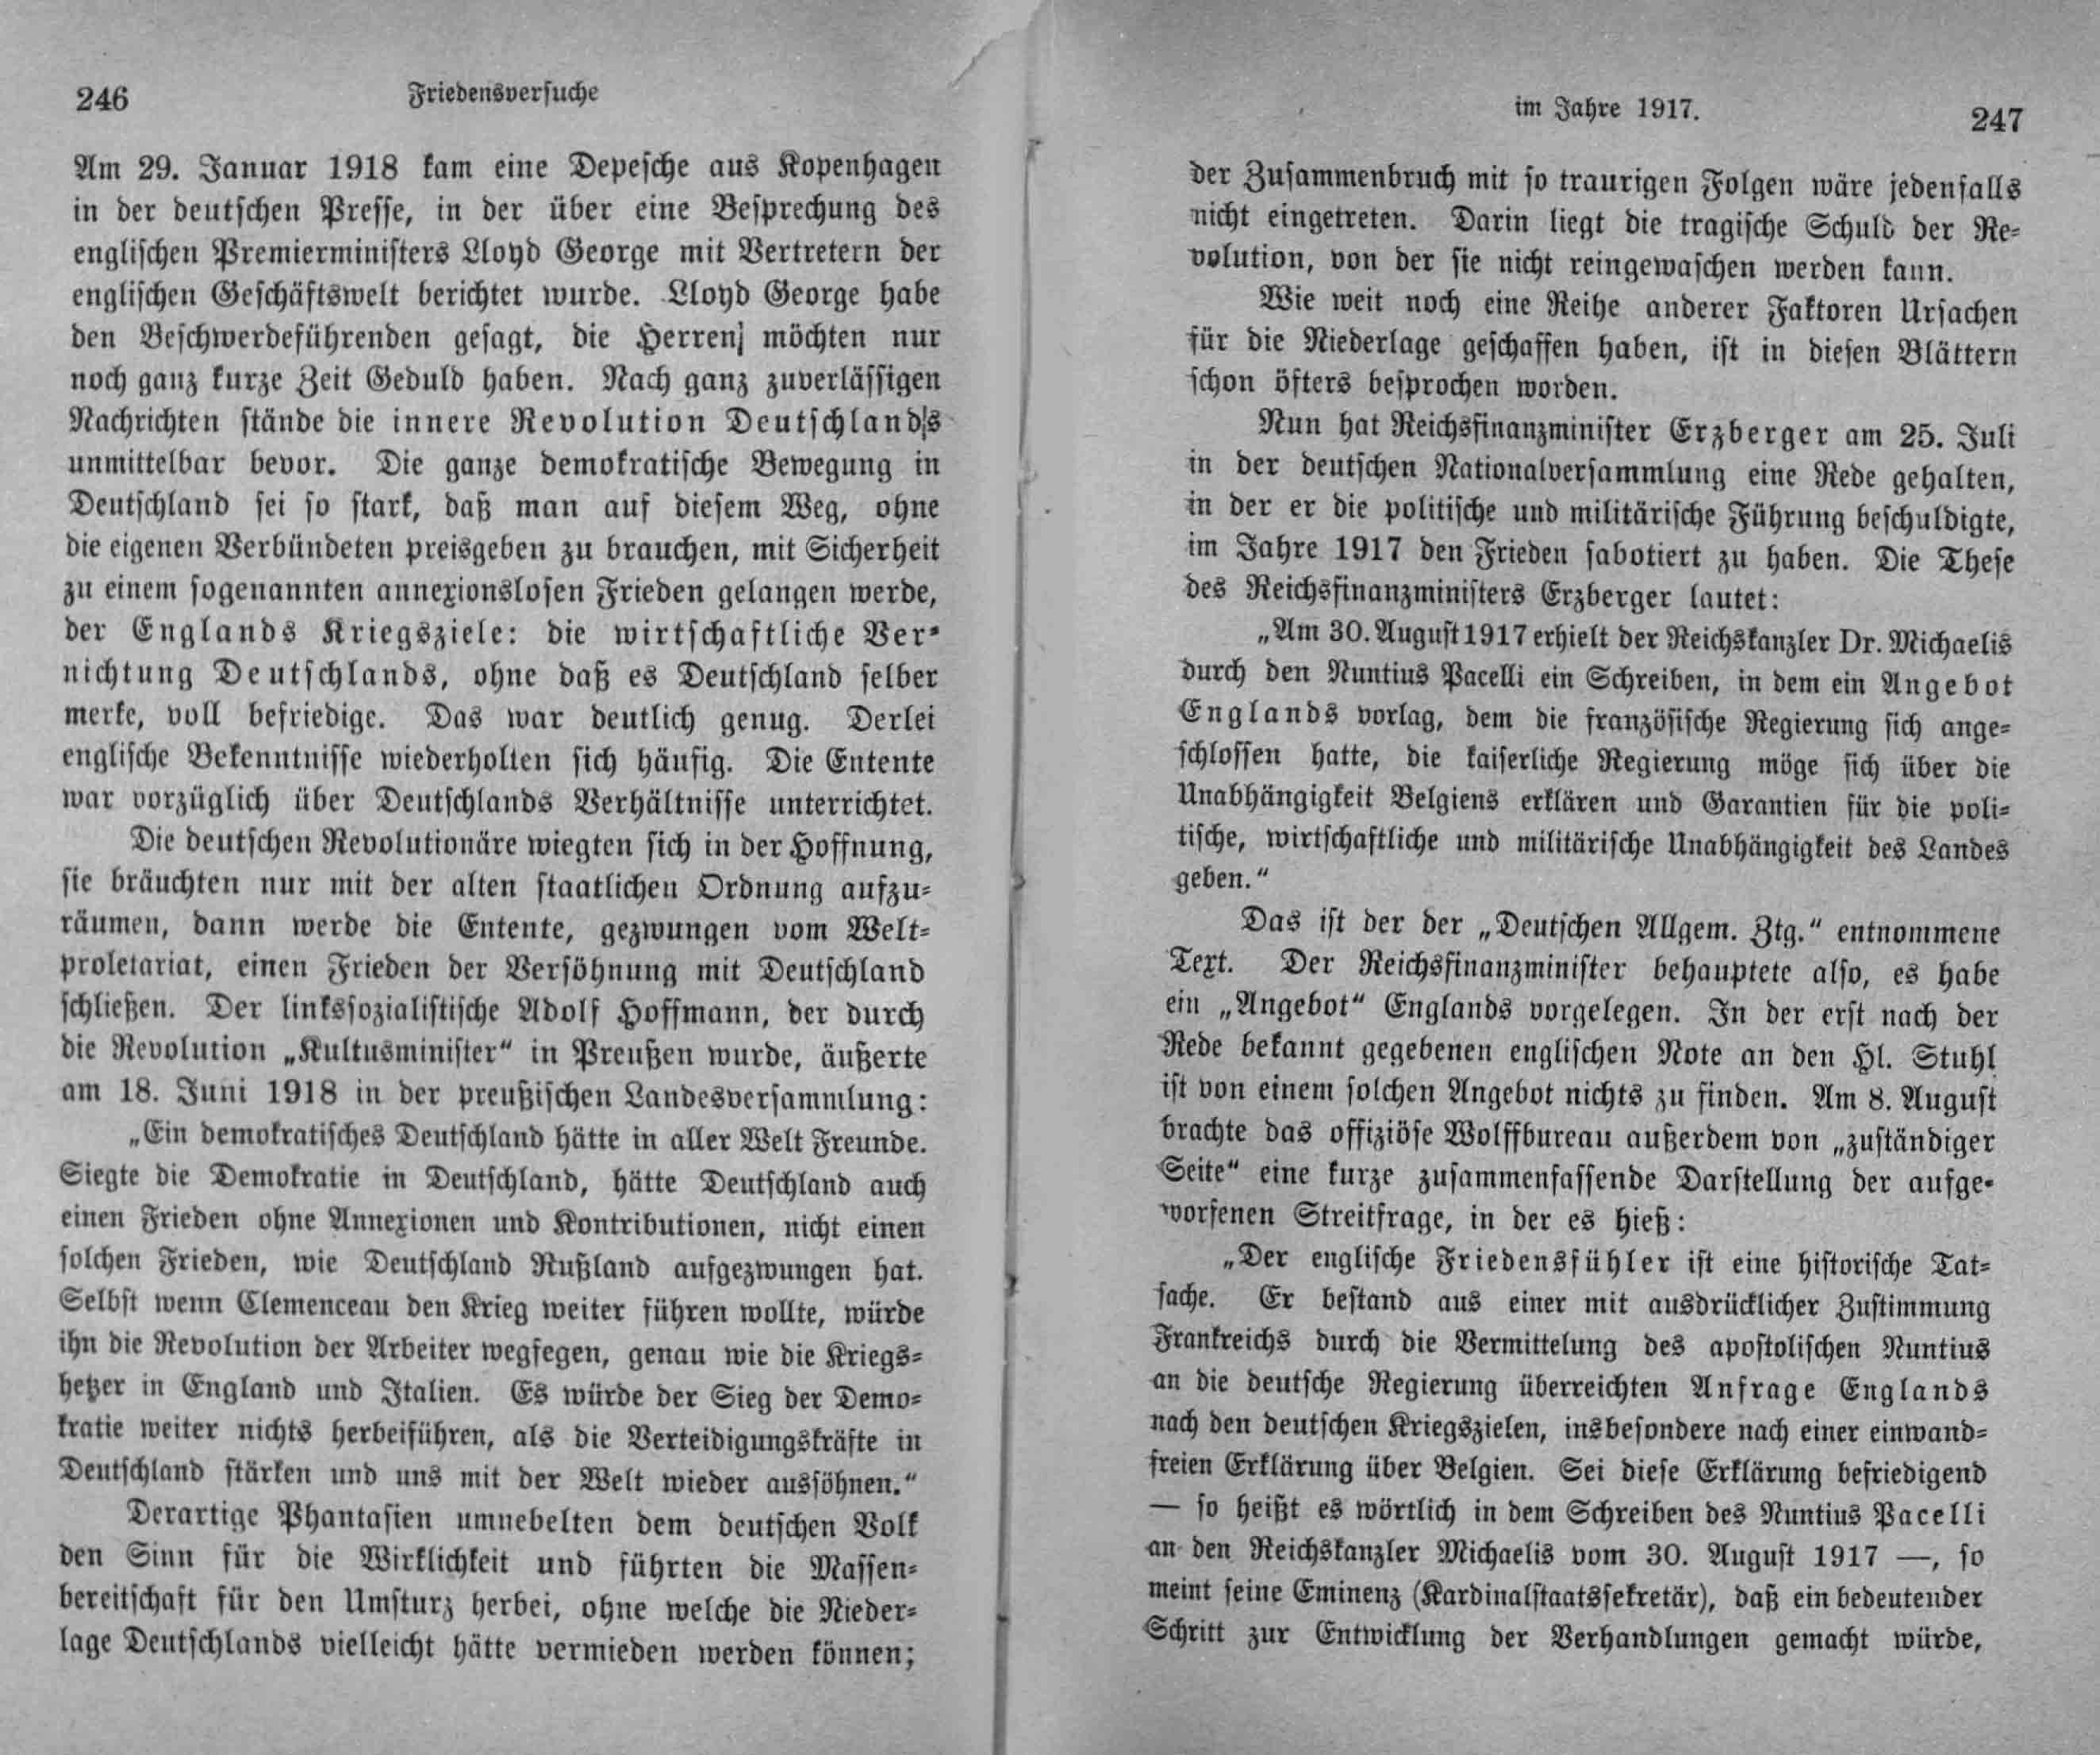 246
Friedensversuche
Am 29. Januar 1918 kam eine Depesche aus Kopenhagen
in der deutschen Presse, in der über eine Besprechung des
englischen Premierministers Lloyd George mit Vertretern der
englischen Geschäftswelt berichtet wurde. Lloyd George habe
den Beschwerdeführenden gesagt, die Herren möchten nur
noch ganz kurze Zeit Geduld haben. Nach ganz zuverlässigen
Nachrichten stände die innere Revolution Deutschlands
unmittelbar bevor. Die ganze demokratische Bewegung in
Deutschland sei so stark, daß man auf diesem Weg, ohne
die eigenen Verbündeten preisgeben zu brauchen, mit Sicherheit
zu einem sogenannten annexionslosen Frieden gelangen werde,
der Englands Kriegsziele: die wirtschaftliche Ver-
nichtung Deutschlands, ohne daß es Deutschland selber
merke, voll befriedige. Das war deutlich genug. Derlei
englische Bekenntnisse wiederholten sich häufig. Die Entente
war vorzüglich über Deutschlands Verhältnisse unterrichtet.
Die deutschen Revolutionäre wiegten sich in der Hoffnung,
sie bräuchten nur mit der alten staatlichen Ordnung aufzu-
räumen, dann werde die Entente, gezwungen vom Welt-
proletariat, einen Frieden der Versöhnung mit Deutschland
schließen. Der linkssozialistische Adolf Hoffmann, der durch
die Revolution „Kultusminister“ in Preußen wurde, äußerte
am 18. Juni 1918 in der preußischen Landesversammlung:
„Ein demokratisches Deutschland hätte in aller Welt Freunde.
Siegte die Demokratie in Deutschland, hätte Deutschland auch
einen Frieden ohne Annexionen und Kontributionen, nicht einen
solchen Frieden, wie Deutschland Rußland aufgezwungen hat.
Selbst wenn Clemenceau den Krieg weiter führen wollte, würde
ihn die Revolution der Arbeiter wegfegen, genau wie die Kriegs-
hetzer in England und Italien. Es würde der Sieg der Demo-
kratie weiter nichts herbeiführen, als die Verteidigungskräfte in
Deutschland stärken und uns mit der Welt wieder aussöhnen.“
Derartige Phantasien umnebelten dem deutschen Volk
den Sinn für die Wirklichkeit und führten die Massen-
bereitschaft für den Umsturz herbei, ohne welche die Nieder-
lage Deutschlands vielleicht hätte vermieden werden können;
im Jahre 1917.
247
der Zusammenbruch mit so traurigen Folgen wäre jedenfalls
nicht eingetreten. Darin liegt die tragische Schuld der Re-
volution, von der sie nicht reingewaschen werden kann.
Wie weit noch eine Reihe anderer Faktoren Ursachen
für die Niederlage geschaffen haben, ist in diesen Blättern
schon öfters besprochen worden.
Nun hat Reichsfinanzminister Erzberger am 25. Juli
in der deutschen Nationalversammlung eine Rede gehalten,
in der er die politische und militärische Führung beschuldigte,
im Jahre 1917 den Frieden sabotiert zu haben. Die These
des Reichsfinanzministers Erzberger lautet:
„Am 30. August 1917 erhielt der Reichskanzler Dr. Michaelis
durch den Nuntius Pacelli ein Schreiben, in dem ein Angebot
Englands vorlag, dem die französische Regierung sich ange-
schlossen hatte, die kaiserliche Regierung möge sich über die
Unabhängigkeit Belgiens erklären und Garantien für die poli-
tische, wirtschaftliche und militärische Unabhängigkeit des Landes
geben.“
Das ist der der „Deutschen Allgem. Ztg.“ entnommene
Text. Der Reichsfinanzminister behauptete also, es habe
ein „Angebot“ Englands vorgelegen. In der erst nach der
Rede bekannt gegebenen englischen Note an den Hl. Stuhl
ist von einem solchen Angebot nichts zu finden. Am 8. August
brachte das offiziöse Wolffbureau außerdem von „zuständiger
Seite“ eine kurze zusammenfassende Darstellung der aufge-
worfenen Streitfrage, in der es hieß:
„Der englische Friedensfühler ist eine historische Tat-
sache. Er bestand aus einer mit ausdrücklicher Zustimmung
Frankreichs durch die Vermittelung des apostolischen Nuntius
an die deutsche Regierung überreichten Anfrage Englands
nach den deutschen Kriegszielen, insbesondere nach einer einwand-
freien Erklärung über Belgien. Sei diese Erklärung befriedigend
— so heißt es wörtlich in dem Schreiben des Nuntius Pacelli
an den Reichskanzler Michaelis vom 30. August 1917 —, so
meint seine Eminenz (Kardinalstaatssekretär), daß ein bedeutender
Schritt zur Entwicklung der Verhandlungen gemacht würde,